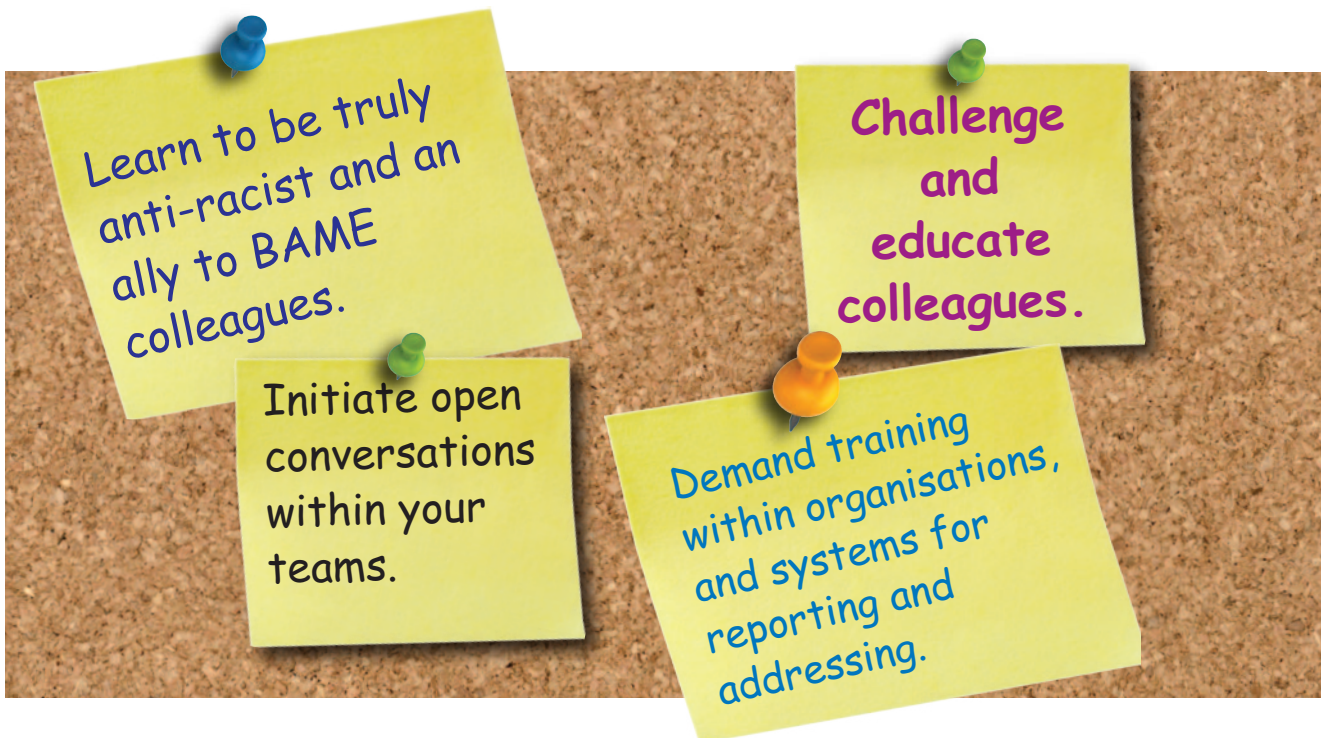 Learn to be truly
anti-racist and an
ally to BAME
colleagues.
Challenge
and
educate
colleagues.
Initiate open
conversations
within your
teams.
Demand training
within organisations,
and systems for
reporting and
addressing.